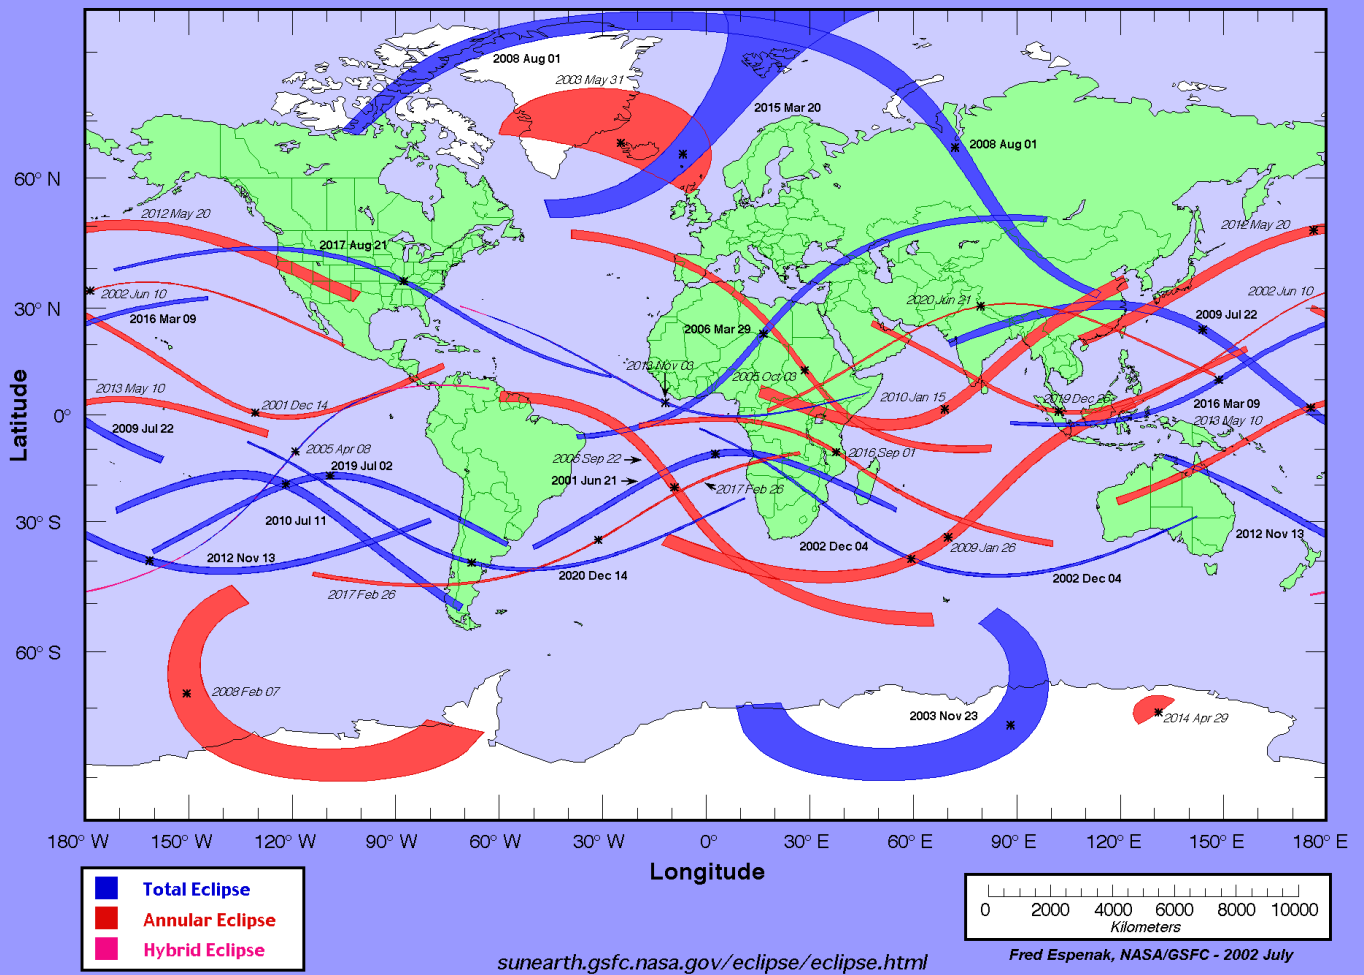 2008 Aug 01
2003 May 31
2015 Mar 20
2008 Aug 01
60° N
2012 May 20
2012 May 20
2017 Aug 21
2002 Jun 10
2020 Jun 21
2002 Jun 10
30° N
2016 Mar 09
2006 Mar 29
2009 Jul 22
2013 Nov 03
2005 Oct 03
2013 May 10
2010 Jan 15
2019 Dec 26
2016 Mar 09
2001 Dec 14
0°
2013 May 10
2009 Jul 22
2005 Apr 08
2016 Sep 01
2006 Sep 22
2019 Jul 02
2001 Jun 21
2017 Feb 26
2010 Jul 11
30° S
2012 Nov 13
2002 Dec 04
2009 Jan 26
2012 Nov 13
2020 Dec 14
2002 Dec 04
2017 Feb 26
60° S
2008 Feb 07
2003 Nov 23
2014 Apr 29
Latitude
180° W 150° W 120° W 90° W 60° W 30° W 0° 30° E 60° E 90° E 120° E 150° E 180° E
Longitude
Total Eclipse
Annular Eclipse
Hybrid Eclipse
0 2000 4000 6000 8000 10000
Kilometers
Fred Espenak, NASA/GSFC - 2002 July
sunearth.gsfc.nasa.gov/eclipse/eclipse.html